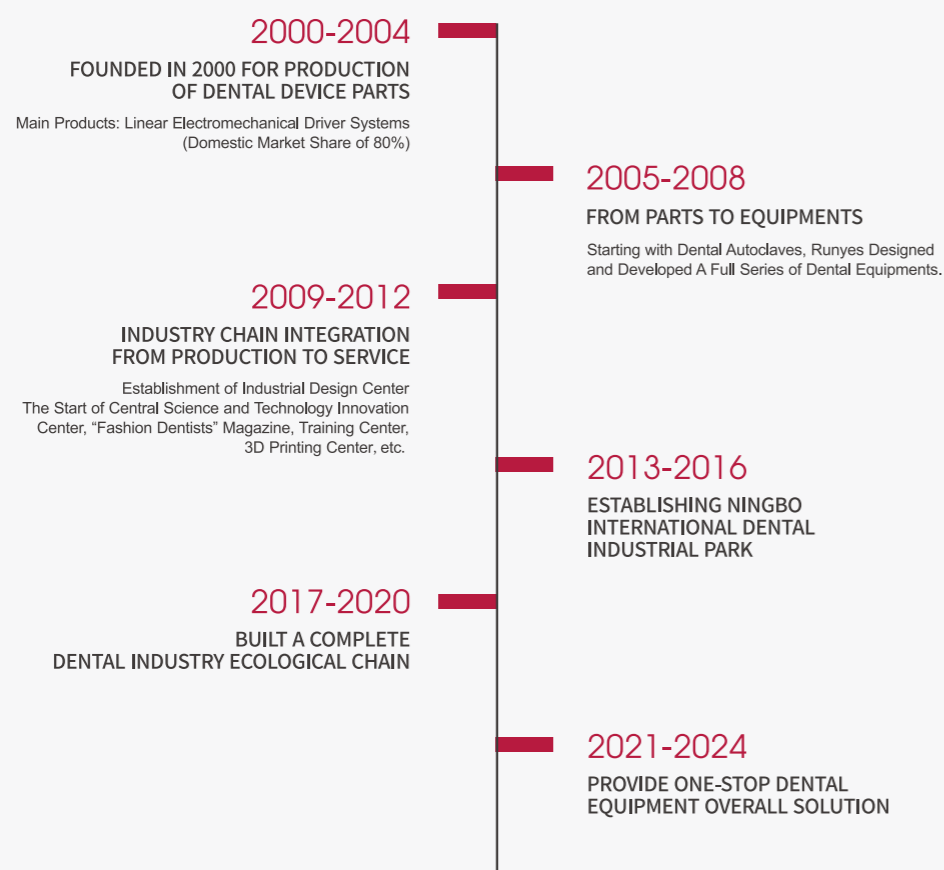 2000-2004
FOUNDED IN 2000 FOR PRODUCTION
OF DENTAL DEVICE PARTS
Main Products: Linear Electromechanical Driver Systems
(Domestic Market Share of 80%)
2005-2008
FROM PARTS TO EQUIPMENTS
Starting with Dental Autoclaves, Runyes Designed
and Developed A Full Series of Dental Equipments.
2009-2012
INDUSTRY CHAIN INTEGRATION
FROM PRODUCTION TO SERVICE
Establishment of Industrial Design Center
The Start of Central Science and Technology Innovation
Center, “Fashion Dentists” Magazine, Training Center,
3D Printing Center, etc.
2013-2016
ESTABLISHING NINGBO
INTERNATIONAL DENTAL
INDUSTRIAL PARK
2017-2020
BUILT A COMPLETE
DENTAL INDUSTRY ECOLOGICAL CHAIN
2021-2024
PROVIDE ONE-STOP DENTAL
EQUIPMENT OVERALL SOLUTION